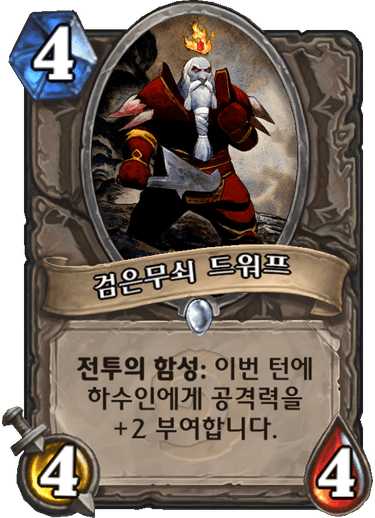 4
검은무쇠 드워프
전투의 함성: 이번 턴에
하수인에게 공격력을
+2 부여합니다.
4
4